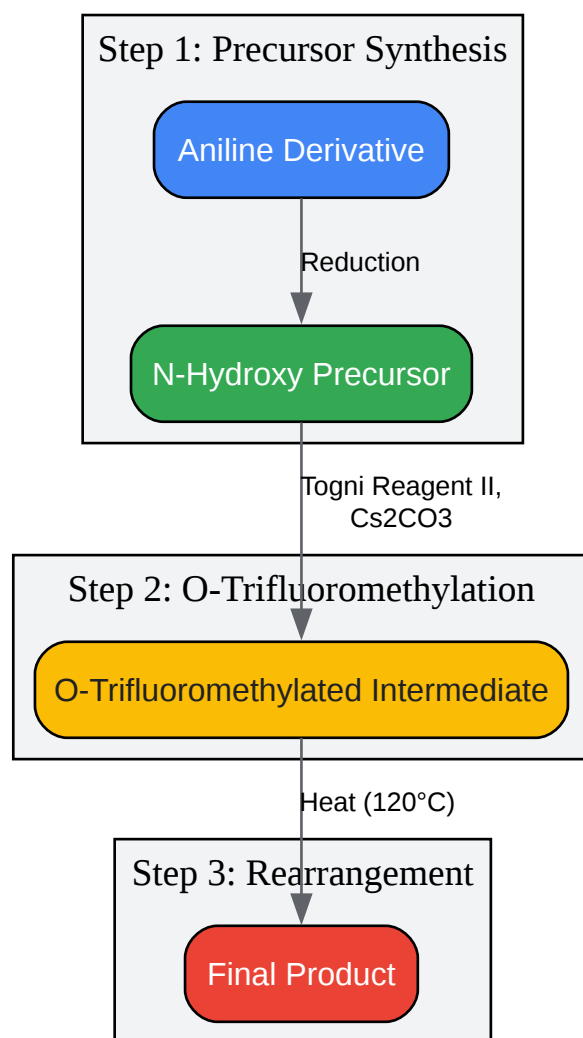 Step 1: Precursor Synthesis
Aniline Derivative
Reduction
N-Hydroxy Precursor
Togni Reagent II,
Cs2CO3
Step 2: O-Trifluoromethylation
O-Trifluoromethylated Intermediate
Heat (120°C)
Step 3: Rearrangement
Final Product